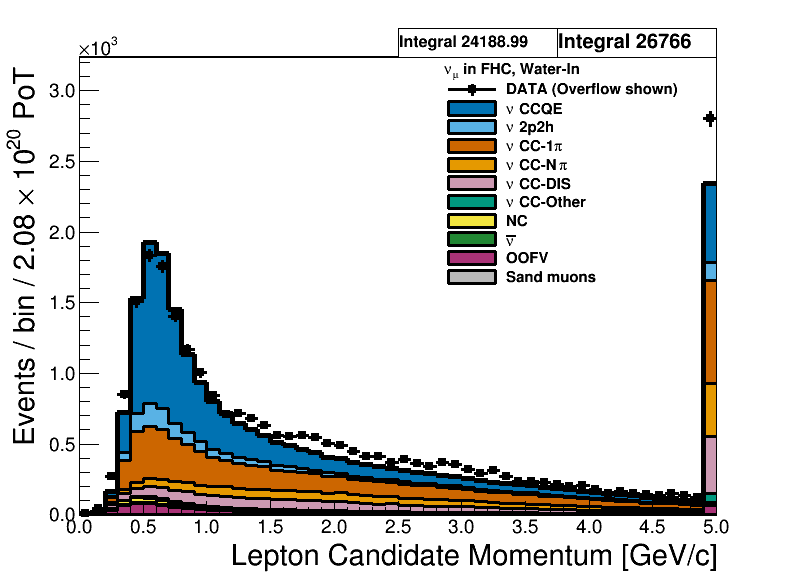 Integral 24188.99
Integral 26766
×10³
ν_μ in FHC, Water-In
DATA (Overflow shown)
ν CCQE
ν 2p2h
ν CC-1π
ν CC-N π
ν CC-DIS
ν CC-Other
NC
ν̅
OOFV
Sand muons
Events / bin / 2.08 × 10²⁰ PoT
3.0
2.5
2.0
1.5
1.0
0.5
0.0
0.0 0.5 1.0 1.5 2.0 2.5 3.0 3.5 4.0 4.5 5.0
Lepton Candidate Momentum [GeV/c]